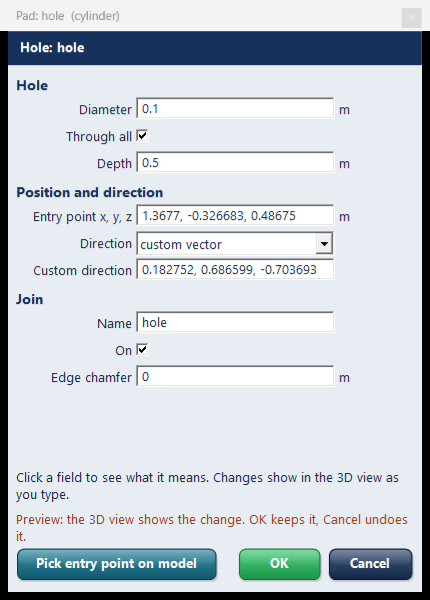 Pad: hole (cylinder)
Hole: hole
Hole
Diameter 0.1 m
Through all
Depth 0.5 m
Position and direction
Entry point x, y, z 1.3677, -0.326683, 0.48675 m
Direction custom vector
Custom direction 0.182752, 0.686599, -0.703693
Join
Name hole
On
Edge chamfer 0 m
Click a field to see what it means. Changes show in the 3D view as
you type.
Preview: the 3D view shows the change. OK keeps it, Cancel undoes
it.
Pick entry point on model OK Cancel